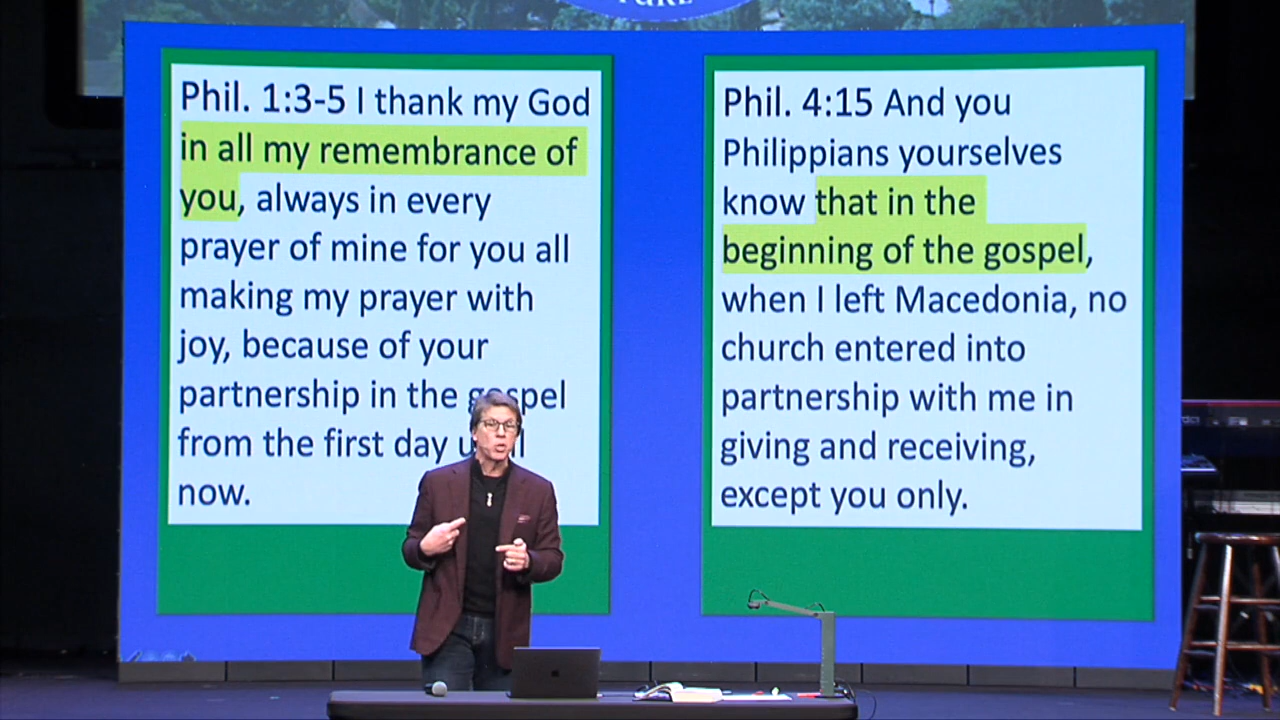 Phil. 1:3-5 I thank my God
in all my remembrance of
you, always in every
prayer of mine for you all
making my prayer with
joy, because of your
partnership in the gospel
from the first day
now.
Phil. 4:15 And you
Philippians yourselves
know that in the
beginning of the gospel,
when I left Macedonia, no
church entered into
partnership with me in
giving and receiving,
except you only.